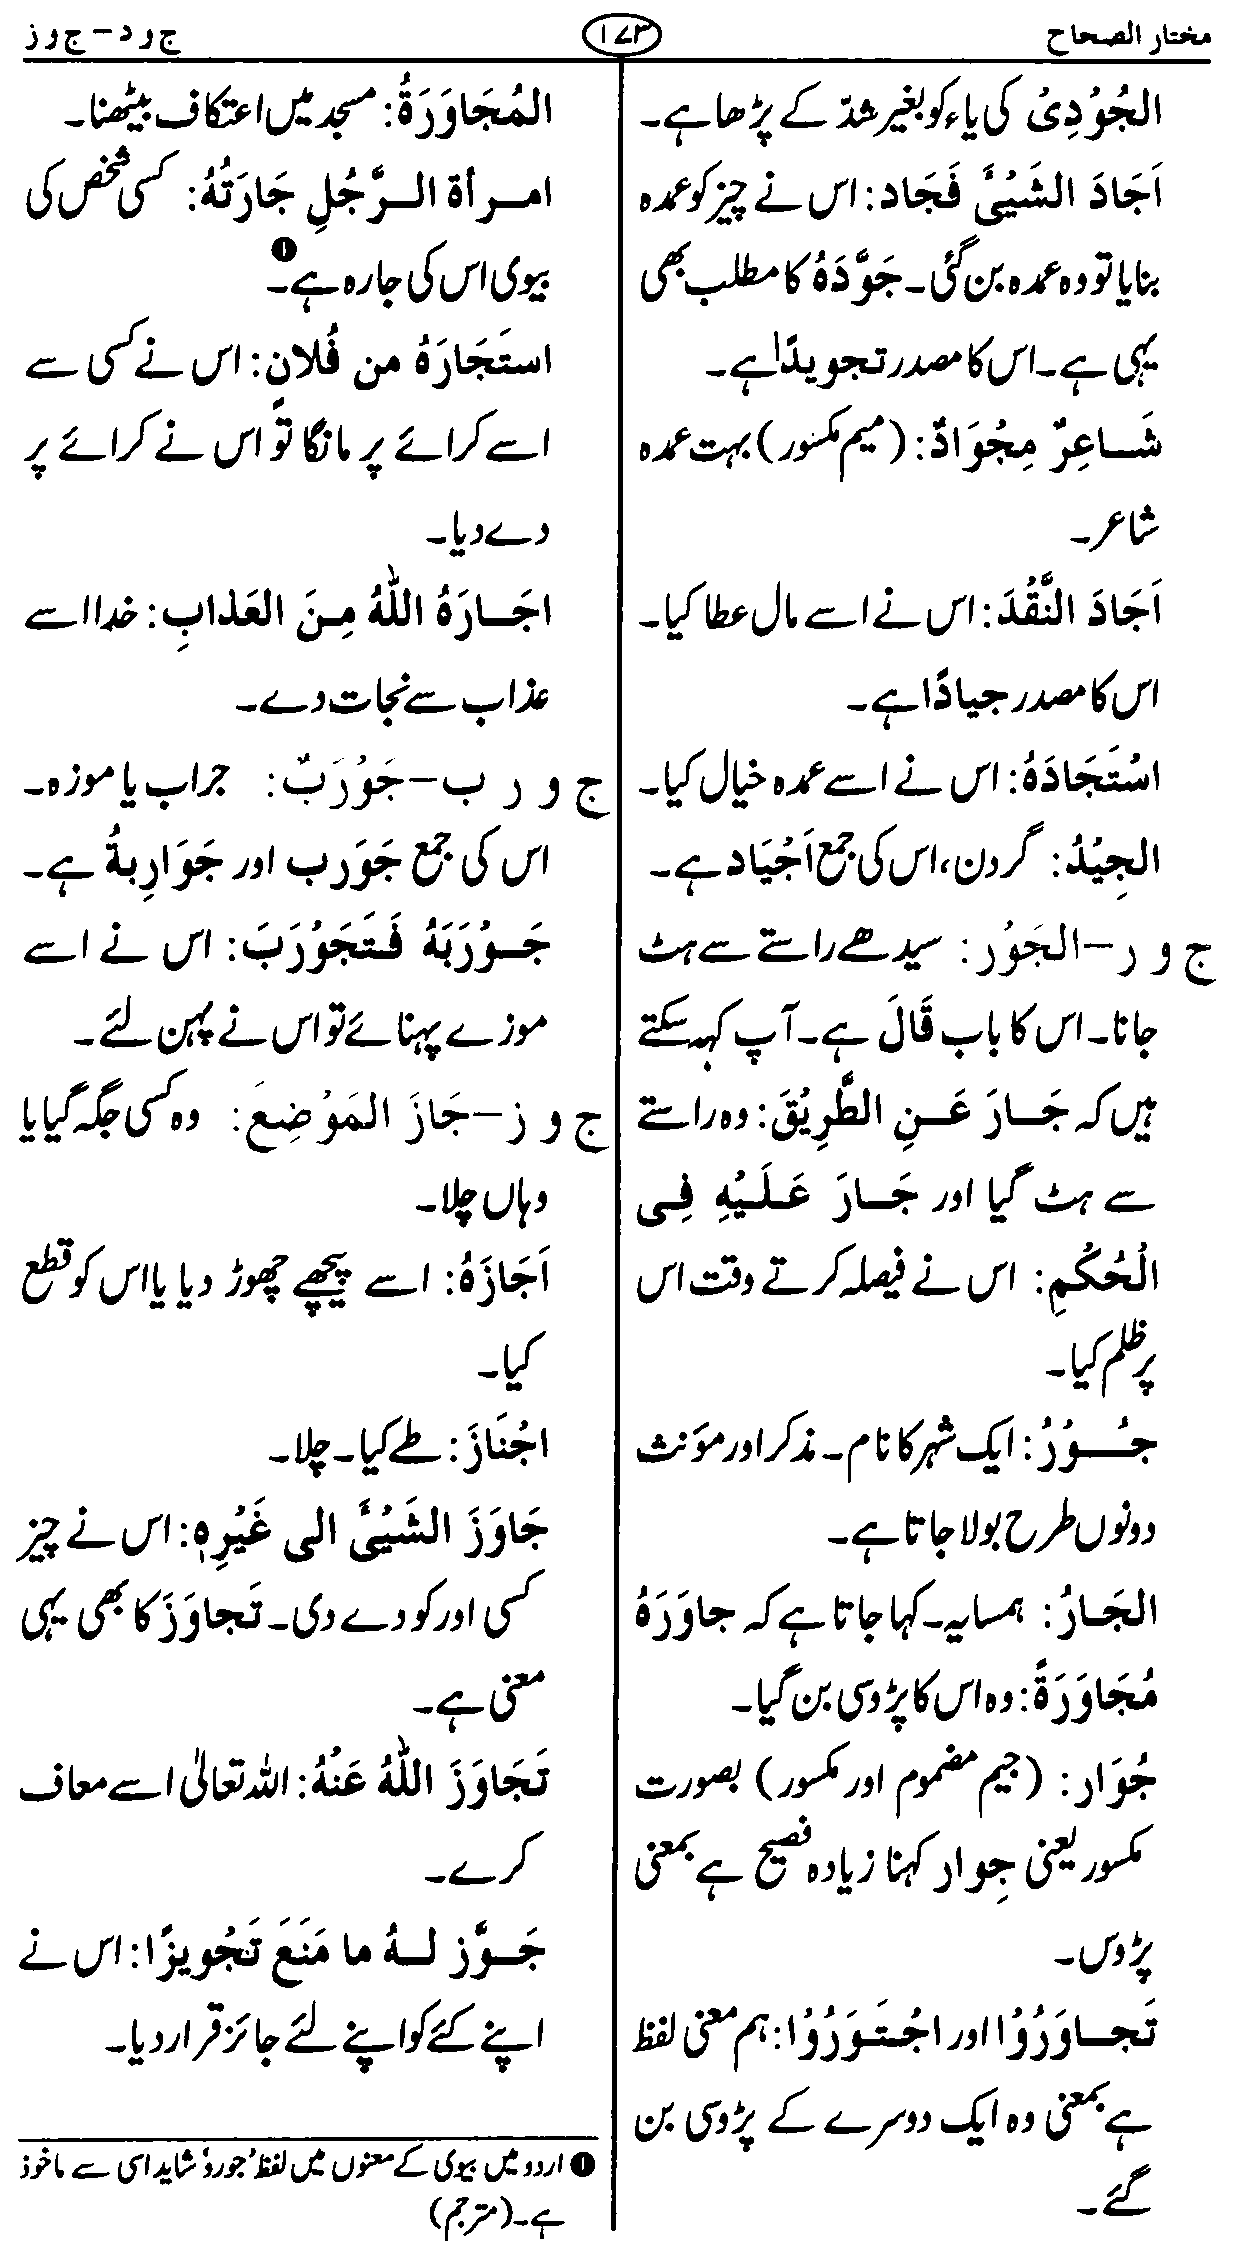 مختار الصحاح
۱۷۳
ج و د – ج و ز
الجُوْدِیْ کی یاء کو بغیر شدّ کے پڑھا ہے۔
اَجَادَ الشَیْئَ فَجَاد: اس نے چیز کو عمدہ
بنایا تو وہ عمدہ بن گئی۔ جَوَّدَہٗ کا مطلب بھی
یہی ہے۔ اس کا مصدر تجویدًا ہے۔
شَاعِرٌ مِجْوَادٌ: (میم مکسور) بہت عمدہ
شاعر۔
اَجَادَ النَّقْدَ: اس نے اسے مال عطا کیا۔
اس کا مصدر جیادًا ہے۔
اسْتَجَادَہٗ: اس نے اسے عمدہ خیال کیا۔
الجِیْدُ: گردن، اس کی جمع اَجْیَاد ہے۔
ج و ر – الجَوْر: سیدھے راستے سے ہٹ
جانا۔ اس کا باب قَالَ ہے۔ آپ کہہ سکتے
ہیں کہ جَارَ عَنِ الطَّرِیْقَ: وہ راستے
سے ہٹ گیا اور جَارَ عَلَیْہِ فِی
الْحُکْمِ: اس نے فیصلہ کرتے وقت اس
پر ظلم کیا۔
جُوْرُ: ایک شہر کا نام۔ مذکر اور مؤنث
دونوں طرح بولا جاتا ہے۔
الجَارُ: ہمسایہ۔ کہا جاتا ہے کہ جاوَرَہٗ
مُجَاوَرَۃً: وہ اس کا پڑوسی بن گیا۔
جُوَار: (جیم مضموم اور مکسور) بصورت
مکسور یعنی جِوار کہنا زیادہ فصیح ہے بمعنی
پڑوس۔
تَجاوَرُوْا اور اجْتَوَرُوْا: ہم معنی لفظ
ہے بمعنی وہ ایک دوسرے کے پڑوسی بن
گئے۔
المُجَاوَرَۃُ: مسجد میں اعتکاف بیٹھنا۔
امرأۃ الرَّجُلِ جَارَتُہٗ: کسی شخص کی
بیوی اس کی جارہ ہے۔❶
استَجَارَہٗ من فُلانٍ: اس نے کسی سے
اسے کرائے پر مانگا تو اس نے کرائے پر
دے دیا۔
اجَارَہٗ اللّٰہُ مِنَ العَذابِ: خدا اسے
عذاب سے نجات دے۔
ج و ر ب – جَوْرَبٌ: جراب یا موزہ۔
اس کی جمع جَوَرب اور جَوَارِبۃُ ہے۔
جَوْرَبَہٗ فَتَجَوْرَبَ: اس نے اسے
موزے پہنائے تو اس نے پہن لئے۔
ج و ز – جَازَ المَوْضِعَ: وہ کسی جگہ گیا یا
وہاں چلا۔
اَجَازَہٗ: اسے پیچھے چھوڑ دیا یا اس کو قطع
کیا۔
اجْتَازَ: طے کیا۔ چلا۔
جَاوَزَ الشَیْئَ الی غَیْرِہٖ: اس نے چیز
کسی اور کو دے دی۔ تَجاوَزَ کا بھی یہی
معنی ہے۔
تَجَاوَزَ اللّٰہُ عَنْہُ: اللہ تعالیٰ اسے معاف
کرے۔
جَوَّز لہٗ ما مَنَعَ تَجْوِیزًا: اس نے
اپنے کئے کو اپنے لئے جائز قرار دیا۔
❶ اردو میں بیوی کے معنوں میں لفظ ’جورو‘ شاید اسی سے ماخوذ
ہے۔ (مترجم)